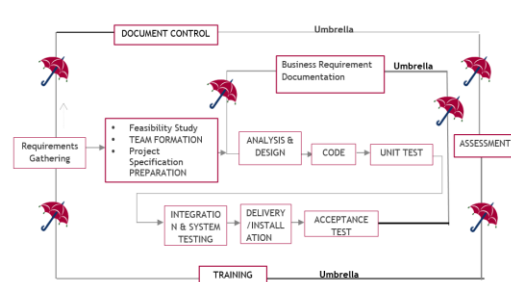 DOCUMENT CONTROL
Umbrella
Business Requirement
Documentation
Umbrella
Requirements
Gathering
• Feasibility Study
• TEAM FORMATION
• Project
Specification
PREPARATION
ANALYSIS &
DESIGN
CODE
UNIT TEST
ASSESSMENT
INTEGRATIO
N & SYSTEM
TESTING
DELIVERY
/INSTALL
ATION
ACCEPTANCE
TEST
TRAINING
Umbrella